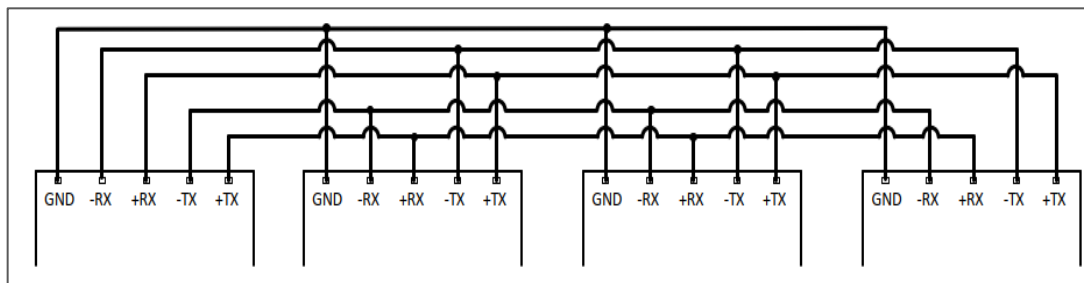 GND -RX +RX -TX +TX GND -RX +RX -TX +TX GND -RX +RX -TX +TX GND -RX +RX -TX +TX